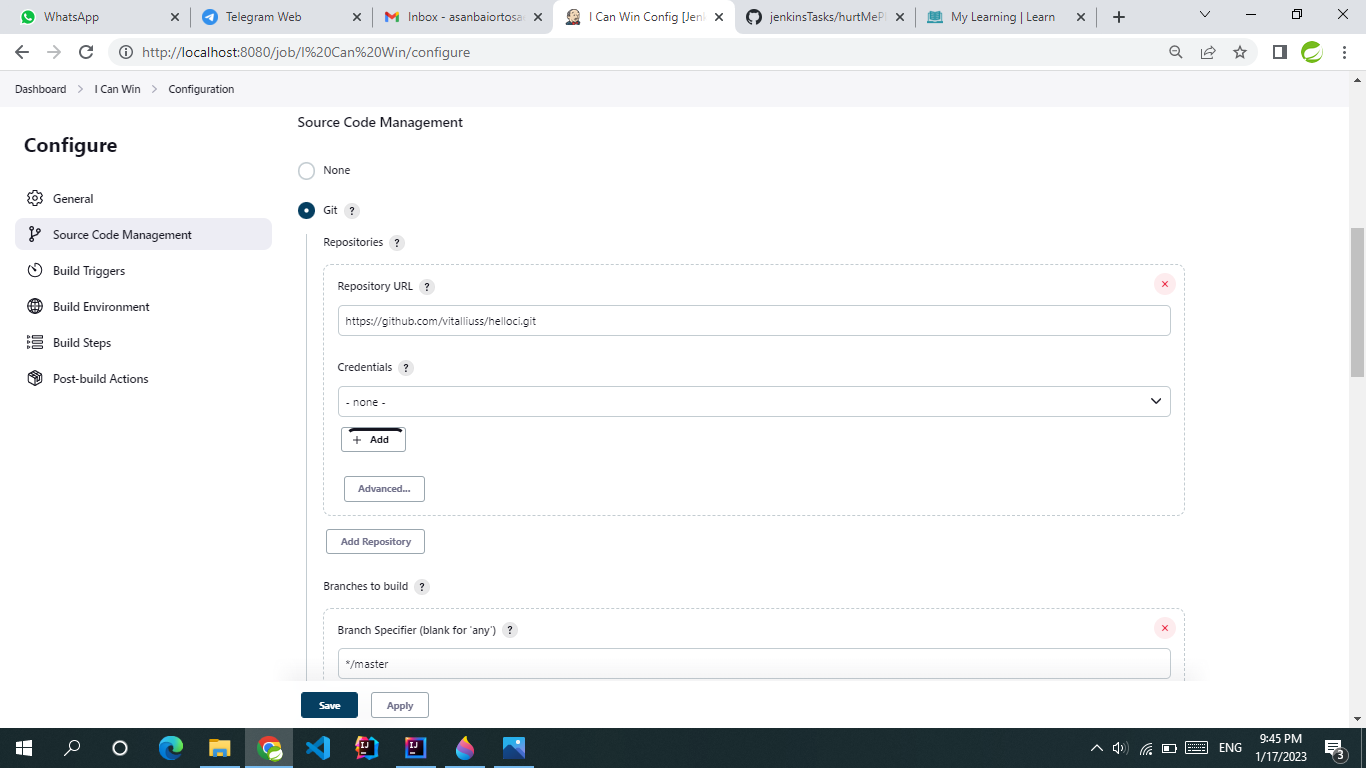 WhatsApp
Telegram Web
Inbox - asanbaiortosa
I Can Win Config [Jen
jenkinsTasks/hurtMeP
My Learning | Learn
http://localhost:8080/job/I%20Can%20Win/configure
Dashboard > I Can Win > Configuration
Configure
General
Source Code Management
Build Triggers
Build Environment
Build Steps
Post-build Actions
Source Code Management
None
Git ?
Repositories ?
Repository URL ?
https://github.com/vitalliuss/helloci.git
Credentials ?
- none -
+ Add
Advanced...
Add Repository
Branches to build ?
Branch Specifier (blank for 'any') ?
*/master
Save
Apply
ENG
9:45 PM
1/17/2023
3